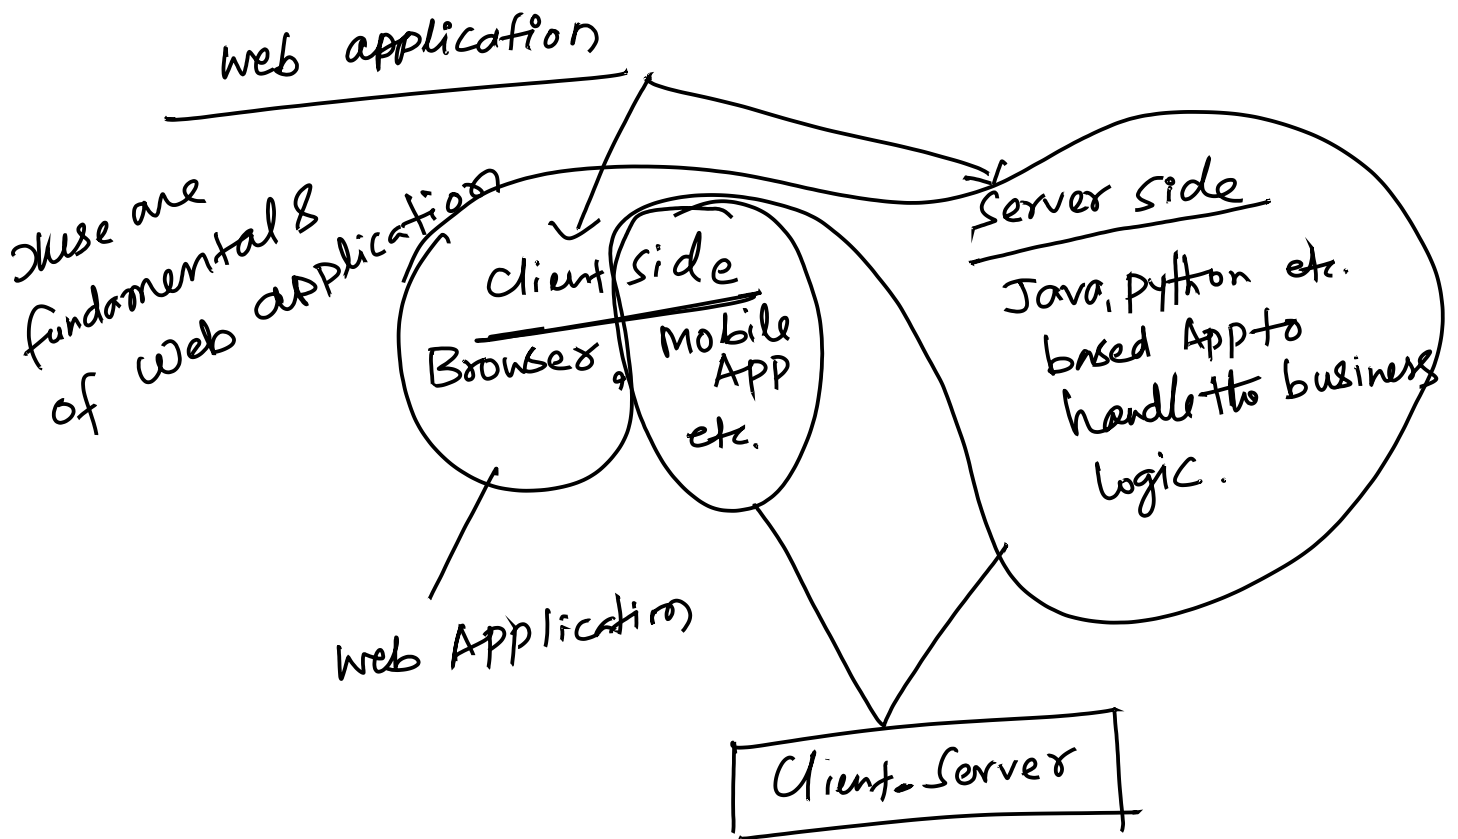 Web application
These are
fundamentals
of Web application
Client side
Browser,
Mobile
APP
etc.
Server side
Java, python etc.
based App to
handle the business
logic.
Web Application
Client-Server